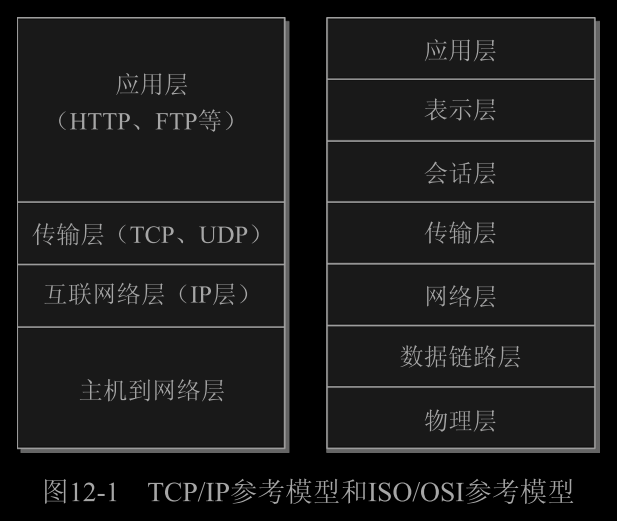 应用层
（HTTP、FTP等）
传输层（TCP、UDP）
互联网络层（IP层）
主机到网络层
应用层
表示层
会话层
传输层
网络层
数据链路层
物理层
图12-1 TCP/IP参考模型和ISO/OSI参考模型